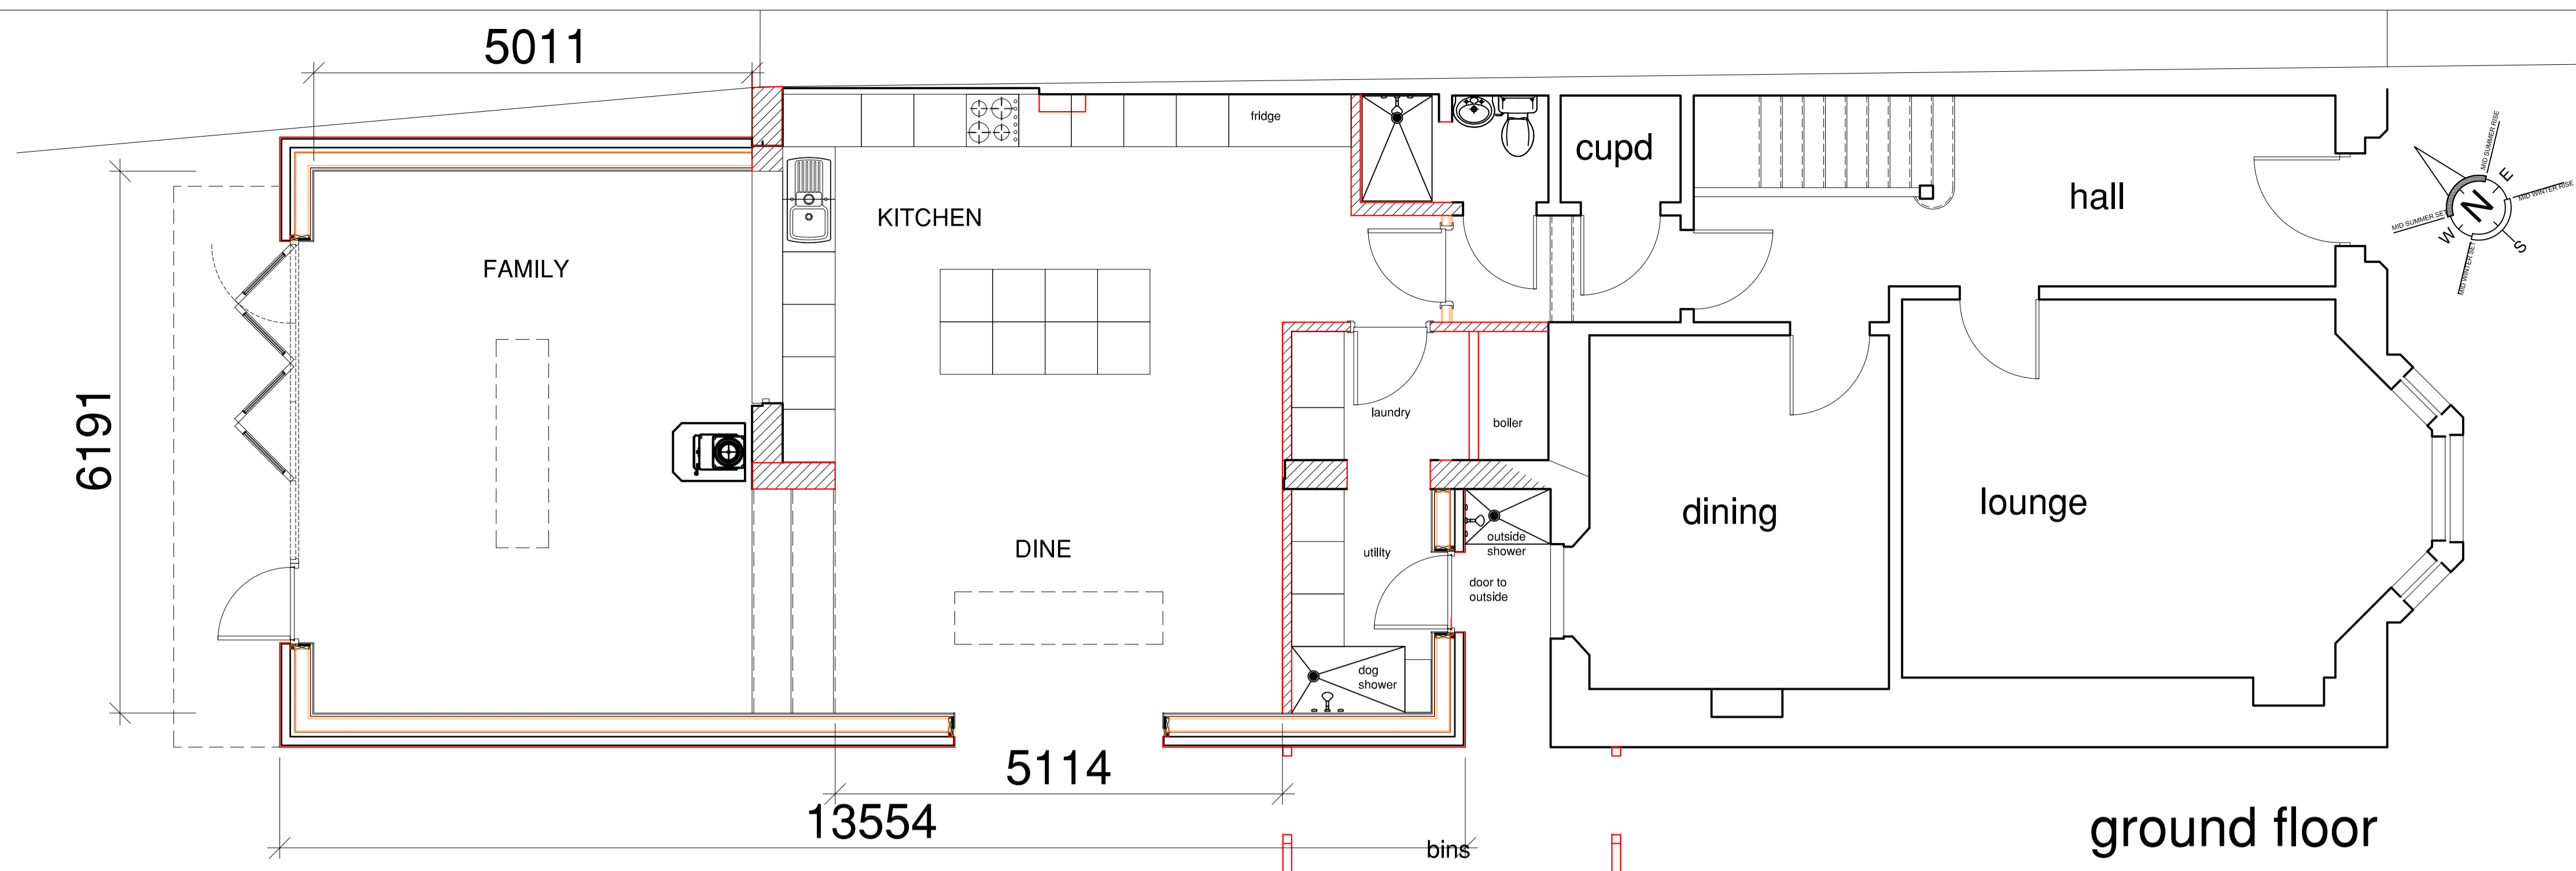 5011
fridge
cupd
hall
MID SUMMER RISE
E
MID WINTER RISE
N
MID SUMMER SET
W
S
MID WINTER SET
KITCHEN
FAMILY
6191
laundry
boiler
dining
lounge
DINE
utility
outside
shower
door to
outside
dog
shower
5114
13554
bins
ground floor